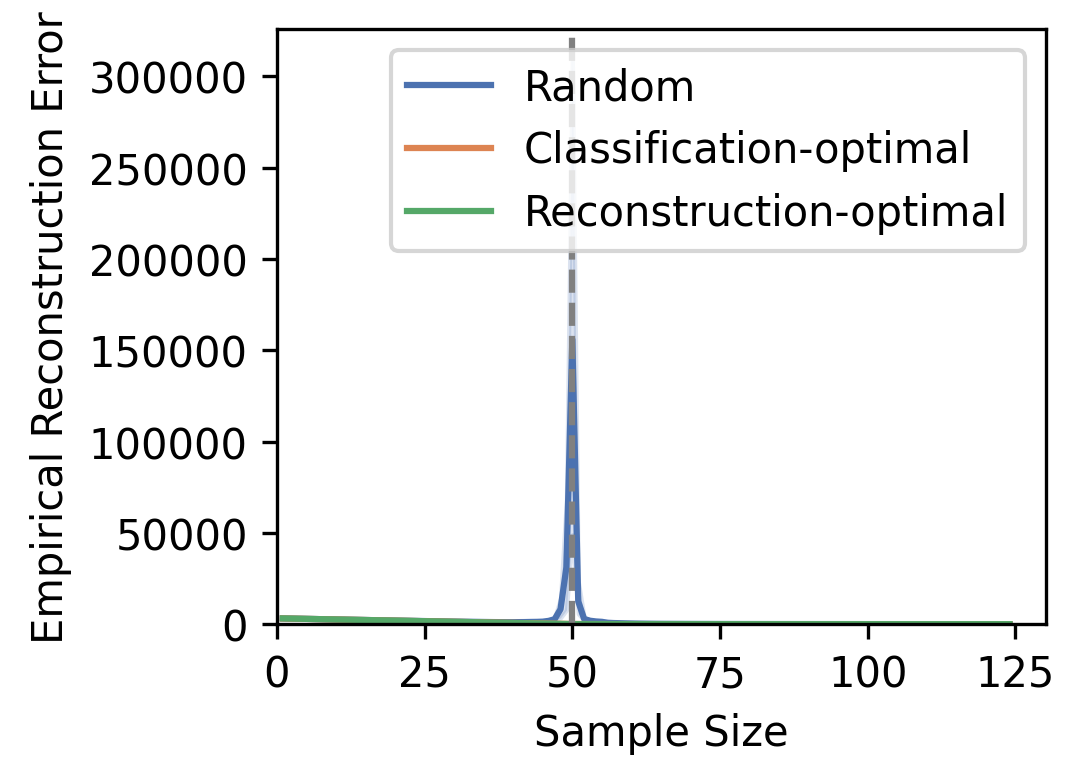 Empirical Reconstruction Error
300000
250000
200000
150000
100000
50000
0
Random
Classification-optimal
Reconstruction-optimal
0 25 50 75 100 125
Sample Size